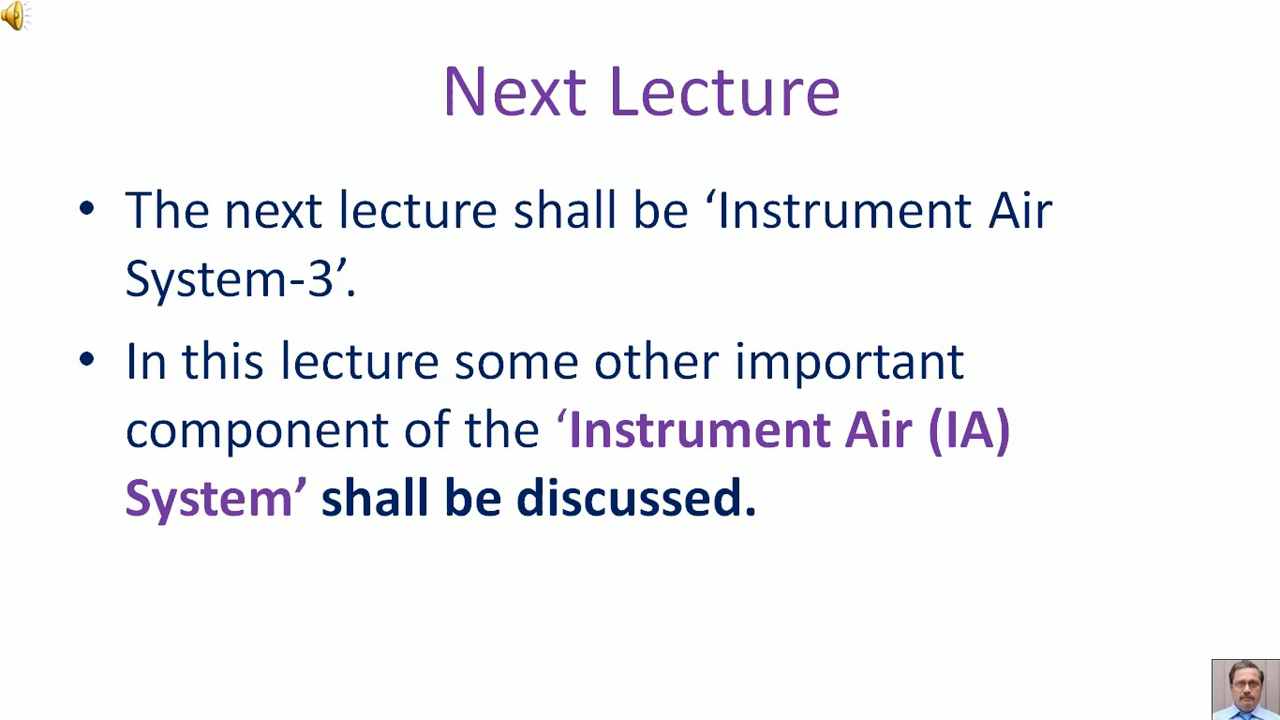 Next Lecture
• The next lecture shall be ‘Instrument Air
System-3’.
• In this lecture some other important
component of the ‘Instrument Air (IA)
System’ shall be discussed.